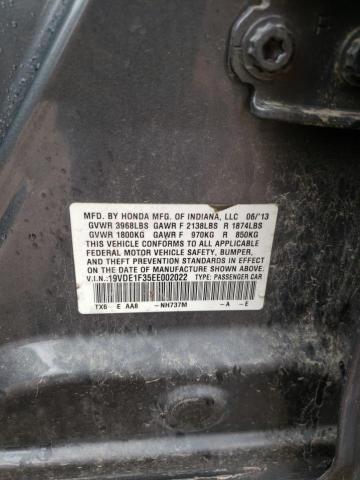 MFD. BY HONDA MFG. OF INDIANA, LLC 06/'13
GVWR 3968LBS GAWR F 2138LBS R 1874LBS
GVWR 1800KG GAWR F 970KG R 850KG
THIS VEHICLE CONFORMS TO ALL APPLICABLE
FEDERAL MOTOR VEHICLE SAFETY, BUMPER,
AND THEFT PREVENTION STANDARDS IN EFFECT
ON THE DATE OF MANUFACTURE SHOWN ABOVE.
V.I.N.: 19VDE1F35EE002022 TYPE: PASSENGER CAR
TX6 E AA8 -NH737M -A -E